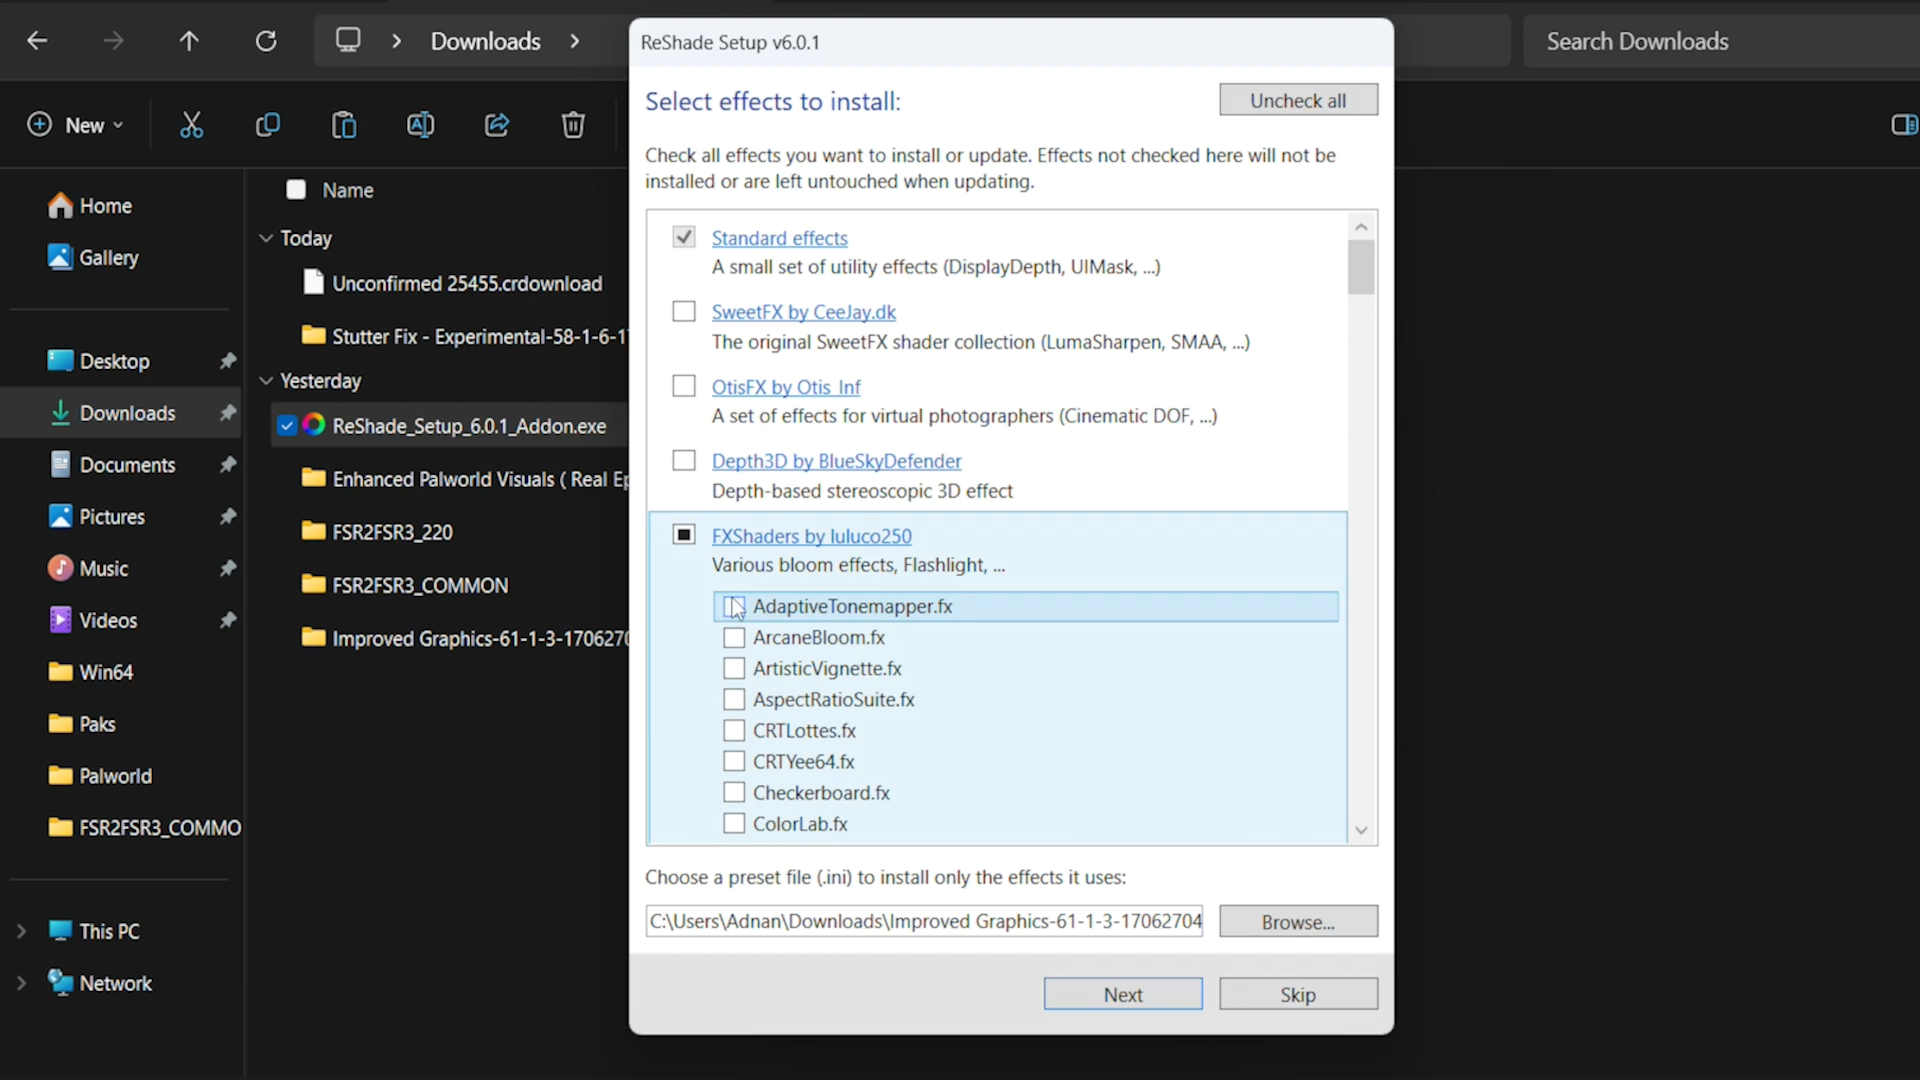 Downloads
Search Downloads
New
Home
Gallery
Desktop
Downloads
Documents
Pictures
Music
Videos
Win64
Paks
Palworld
FSR2FSR3_COMMO
This PC
Network
Name
Today
Unconfirmed 25455.crdownload
Stutter Fix - Experimental-58-1-6-1
Yesterday
ReShade_Setup_6.0.1_Addon.exe
Enhanced Palworld Visuals ( Real Ep
FSR2FSR3_220
FSR2FSR3_COMMON
Improved Graphics-61-1-3-170627
ReShade Setup v6.0.1
Select effects to install:
Uncheck all
Check all effects you want to install or update. Effects not checked here will not be
installed or are left untouched when updating.
Standard effects
A small set of utility effects (DisplayDepth, UIMask, ...)
SweetFX by CeeJay.dk
The original SweetFX shader collection (LumaSharpen, SMAA, ...)
OtisFX by Otis_Inf
A set of effects for virtual photographers (Cinematic DOF, ...)
Depth3D by BlueSkyDefender
Depth-based stereoscopic 3D effect
FXShaders by luluco250
Various bloom effects, Flashlight, ...
AdaptiveTonemapper.fx
ArcaneBloom.fx
ArtisticVignette.fx
AspectRatioSuite.fx
CRTLottes.fx
CRTYee64.fx
Checkerboard.fx
ColorLab.fx
Choose a preset file (.ini) to install only the effects it uses:
C:\Users\Adnan\Downloads\Improved Graphics-61-1-3-17062704
Browse...
Next
Skip